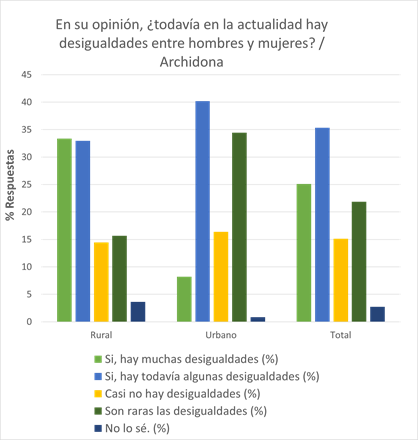 En su opinión, ¿todavía en la actualidad hay
desigualdades entre hombres y mujeres? /
Archidona
% Respuestas
45
40
35
30
25
20
15
10
5
0
Rural
Urbano
Total
Si, hay muchas desigualdades (%)
Si, hay todavía algunas desigualdades (%)
Casi no hay desigualdades (%)
Son raras las desigualdades (%)
No lo sé. (%)